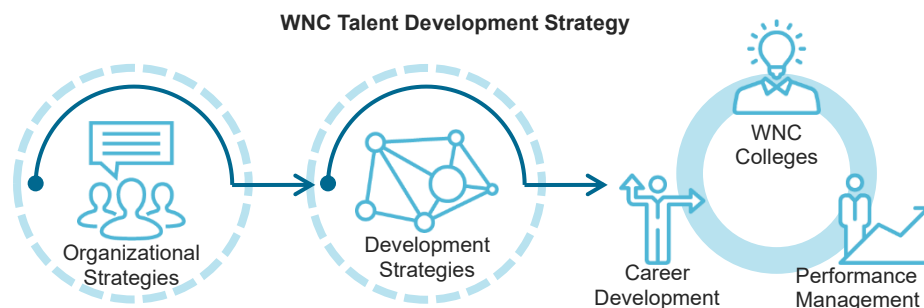 WNC Talent Development Strategy
Organizational
Strategies
Development
Strategies
WNC
Colleges
Career
Development
Performance
Management